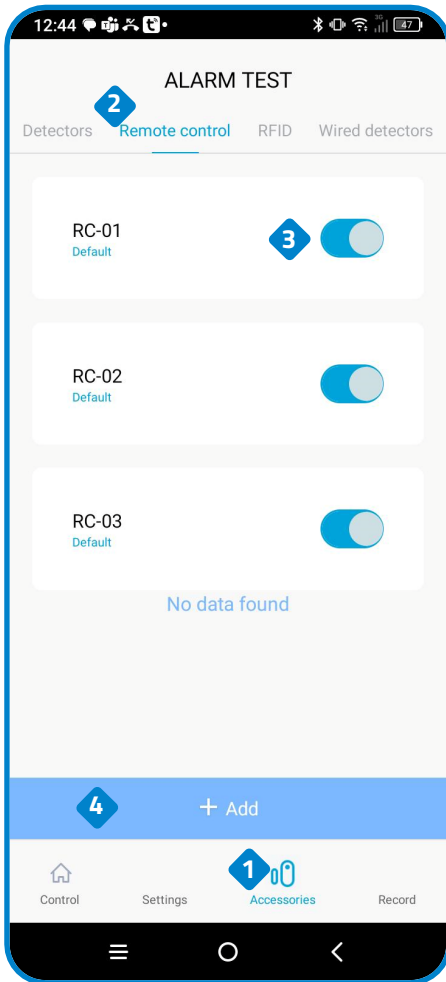 12:44 3G 47
ALARM TEST
2
Detectors Remote control RFID Wired detectors
RC-01
Default
3
RC-02
Default
RC-03
Default
No data found
4 + Add
1
Control Settings Accessories Record